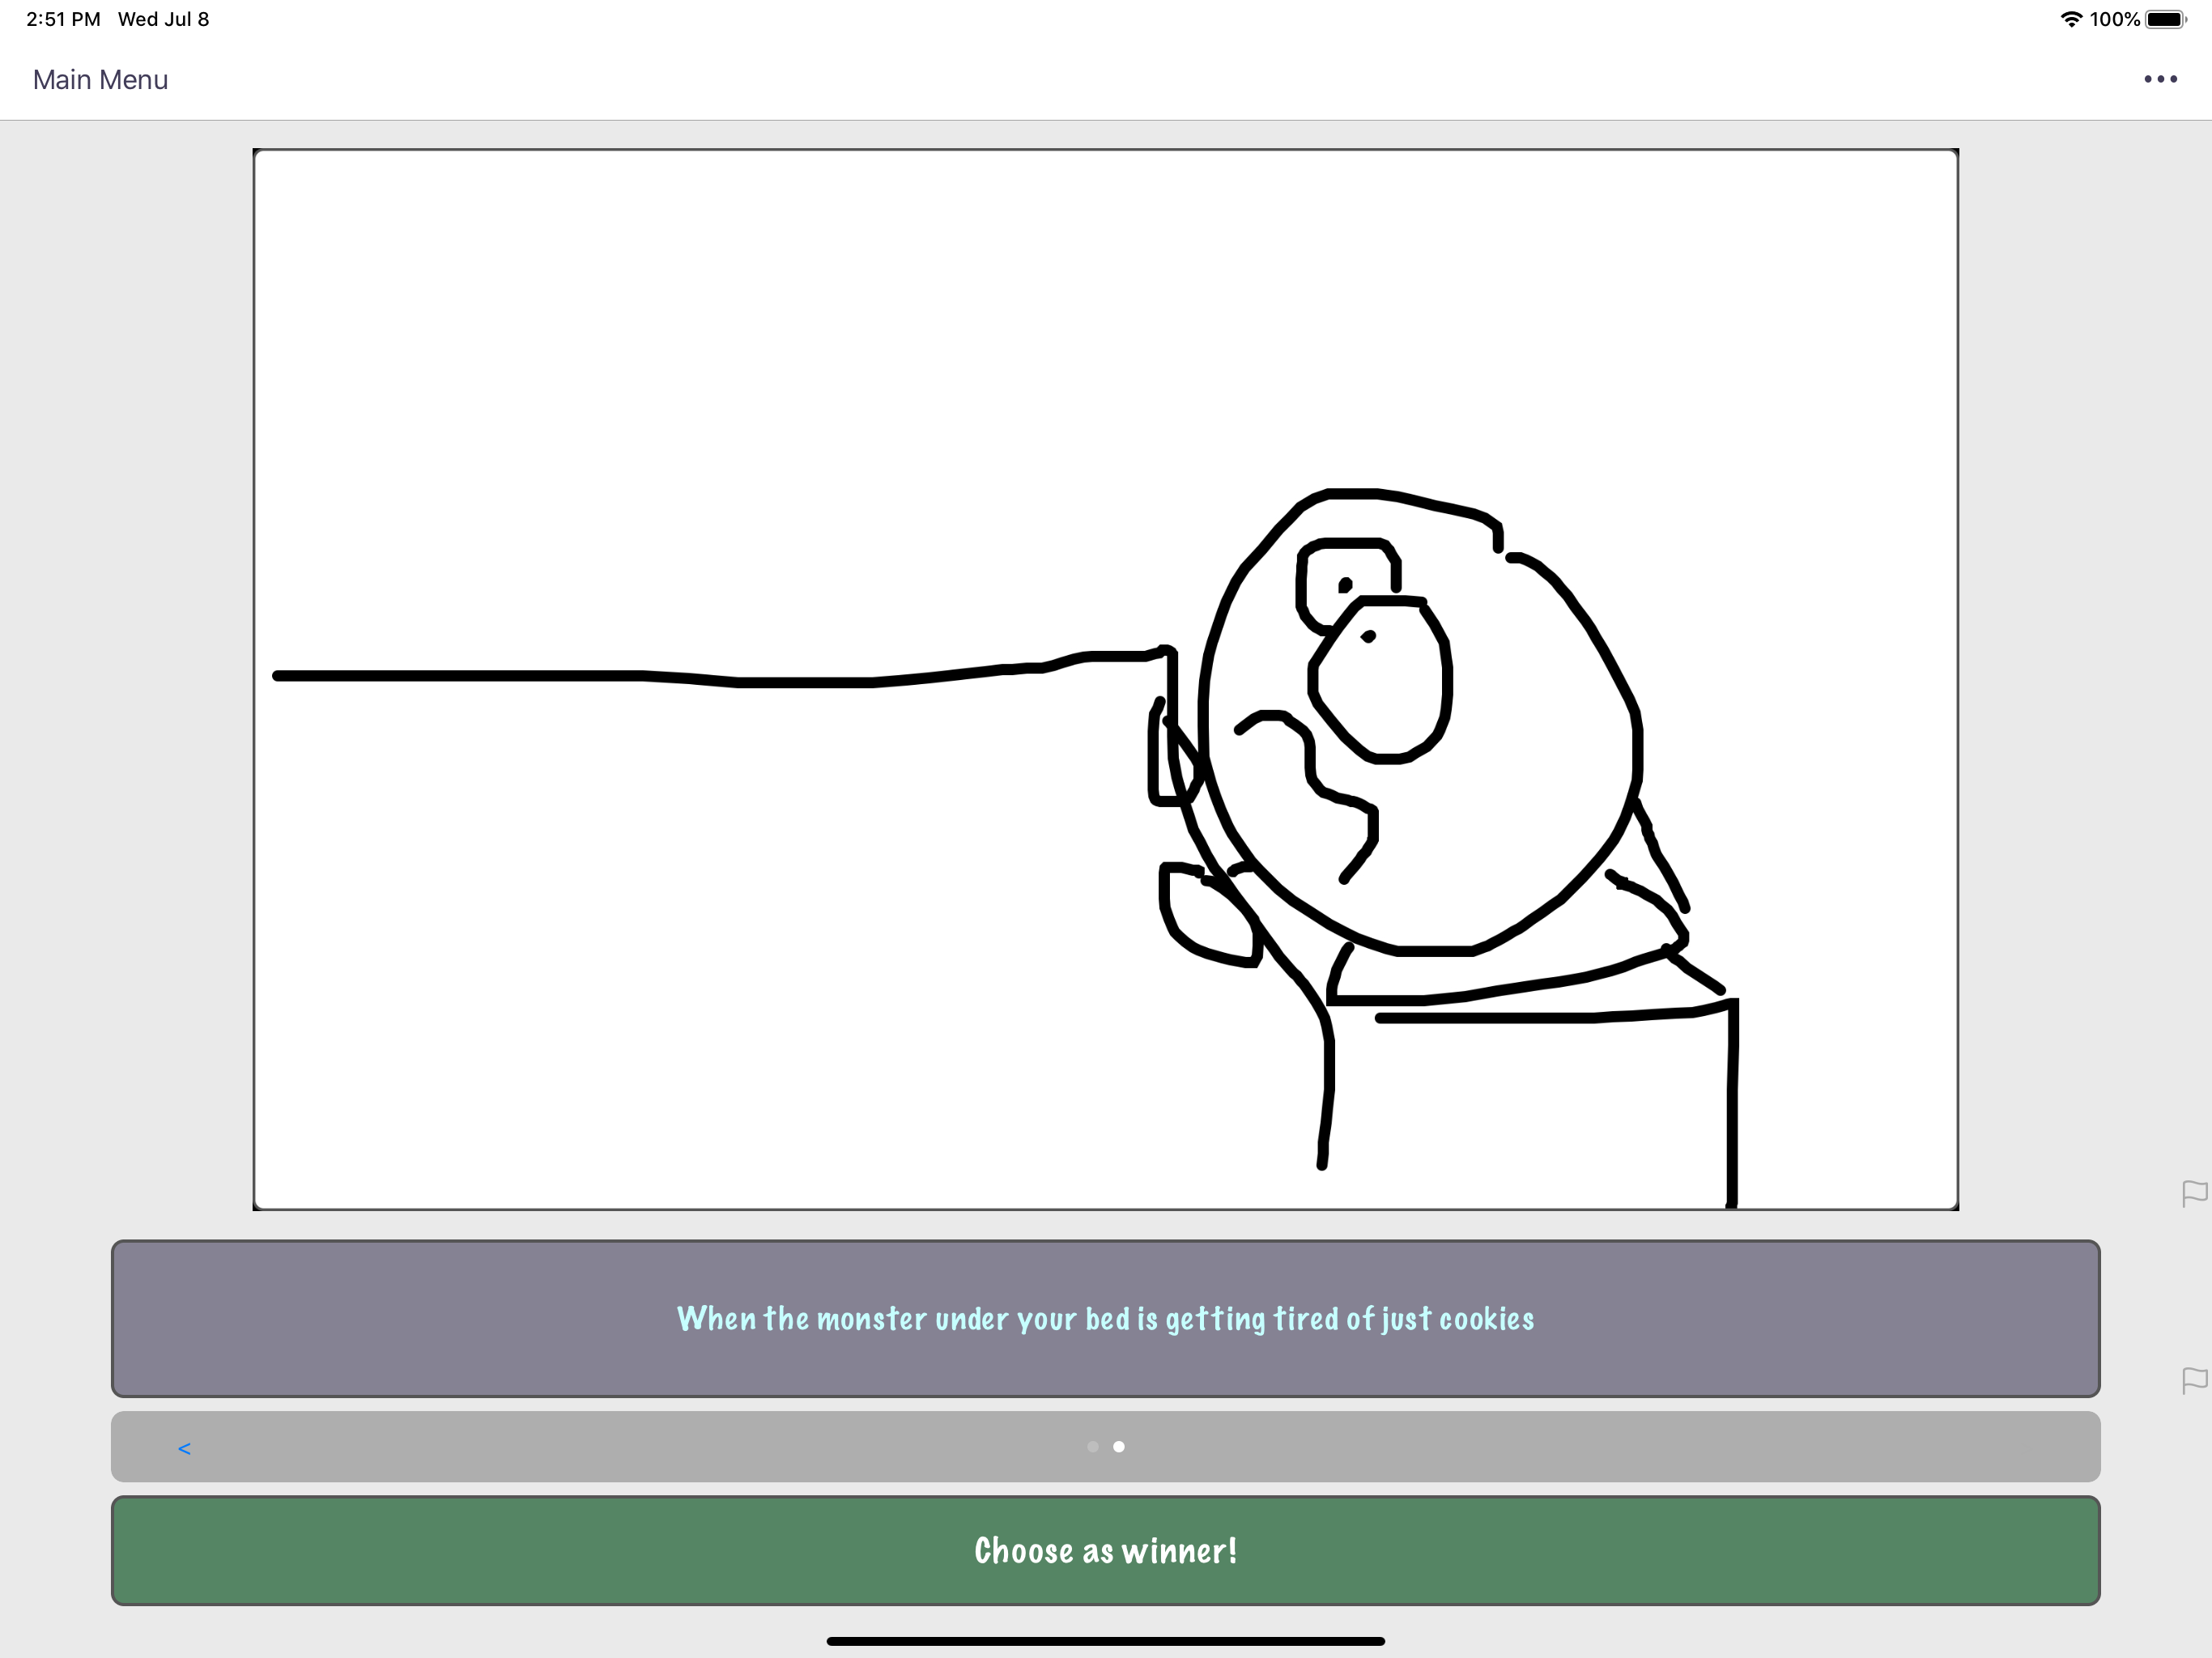 2:51 PM Wed Jul 8
100%
Main Menu
When the monster under your bed is getting tired of just cookies
<
Choose as winner!